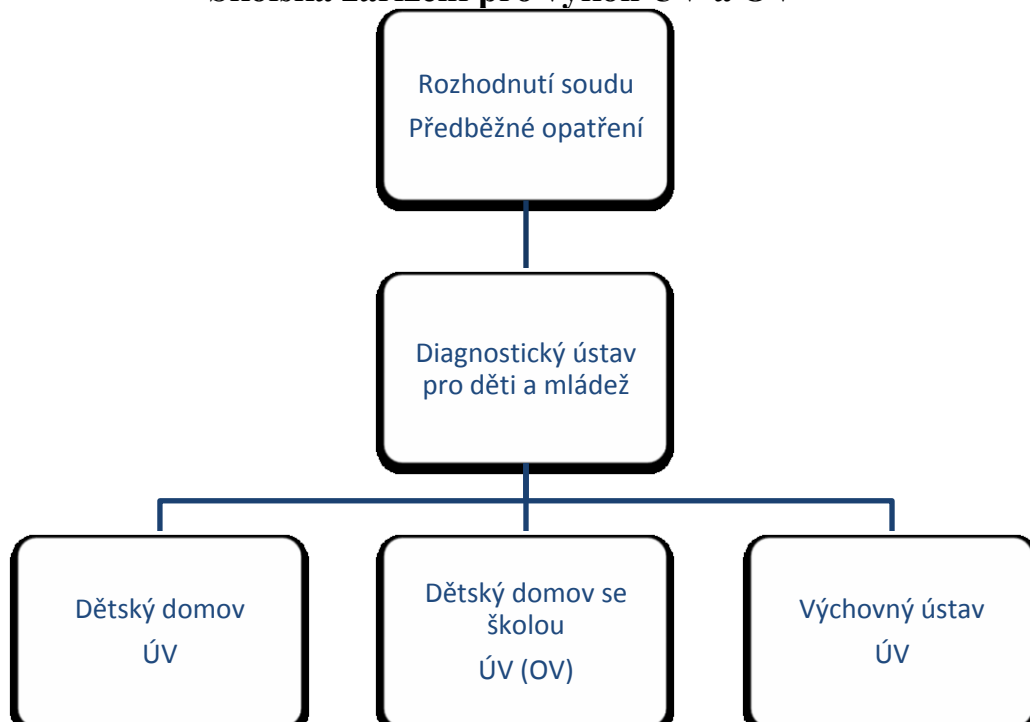 Rozhodnutí soudu
Předběžné opatření
Diagnostický ústav
pro děti a mládež
Dětský domov
ÚV
Dětský domov se
školou
ÚV (OV)
Výchovný ústav
ÚV